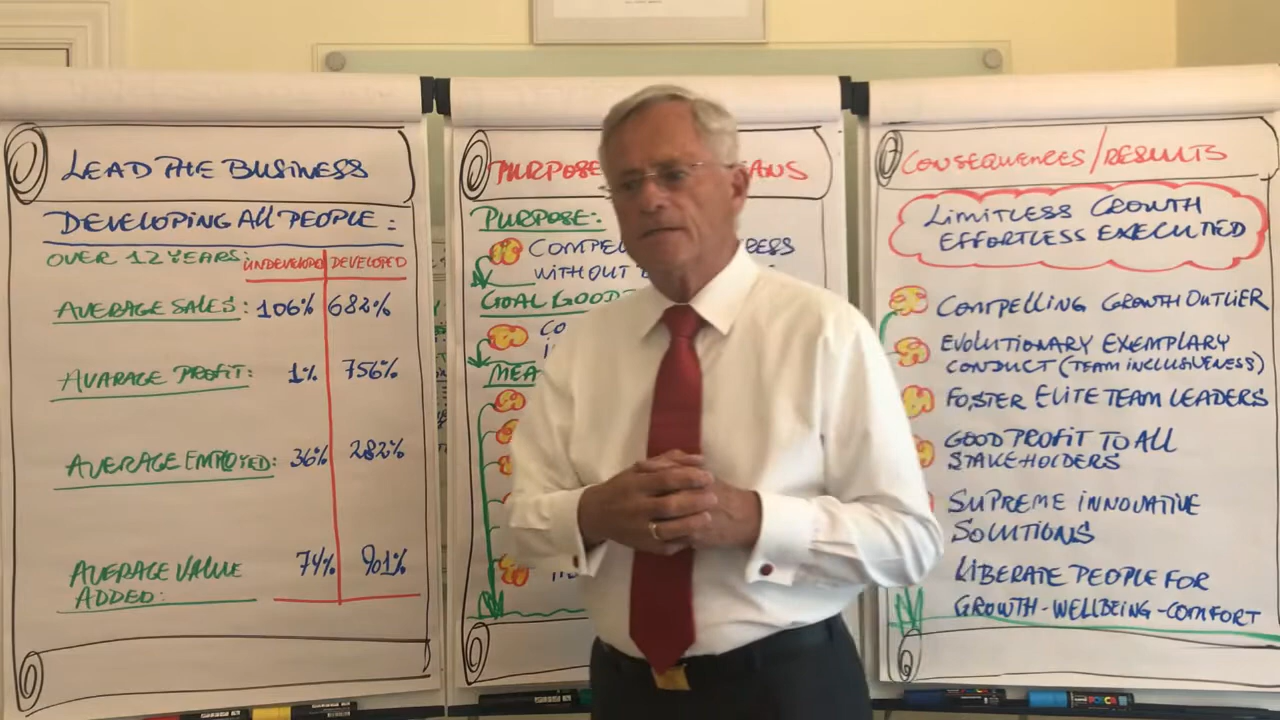 LEAD THE BUSINESS
DEVELOPING ALL PEOPLE:
OVER 12 YEARS: UNDEVELOPED DEVELOPED
AVERAGE SALES: 106% 682%
AVARAGE PROFIT: 1% 756%
AVERAGE EMPLOYED: 36% 282%
AVERAGE VALUE 74% 901%
ADDED:
PURPOSE
PURPOSE:
WITHOUT
CONSEQUENCES/RESULTS
LIMITLESS GROWTH
EFFORTLESS EXECUTED
COMPELLING GROWTH OUTLIER
EVOLUTIONARY EXEMPLARY
CONDUCT (TEAM INCLUSIVENESS)
FOSTER ELITE TEAM LEADERS
GOOD PROFIT TO ALL
STAKEHOLDERS
SUPREME INNOVATIVE
SOLUTIONS
LIBERATE PEOPLE FOR
GROWTH-WELLBEING-COMFORT
POSCA